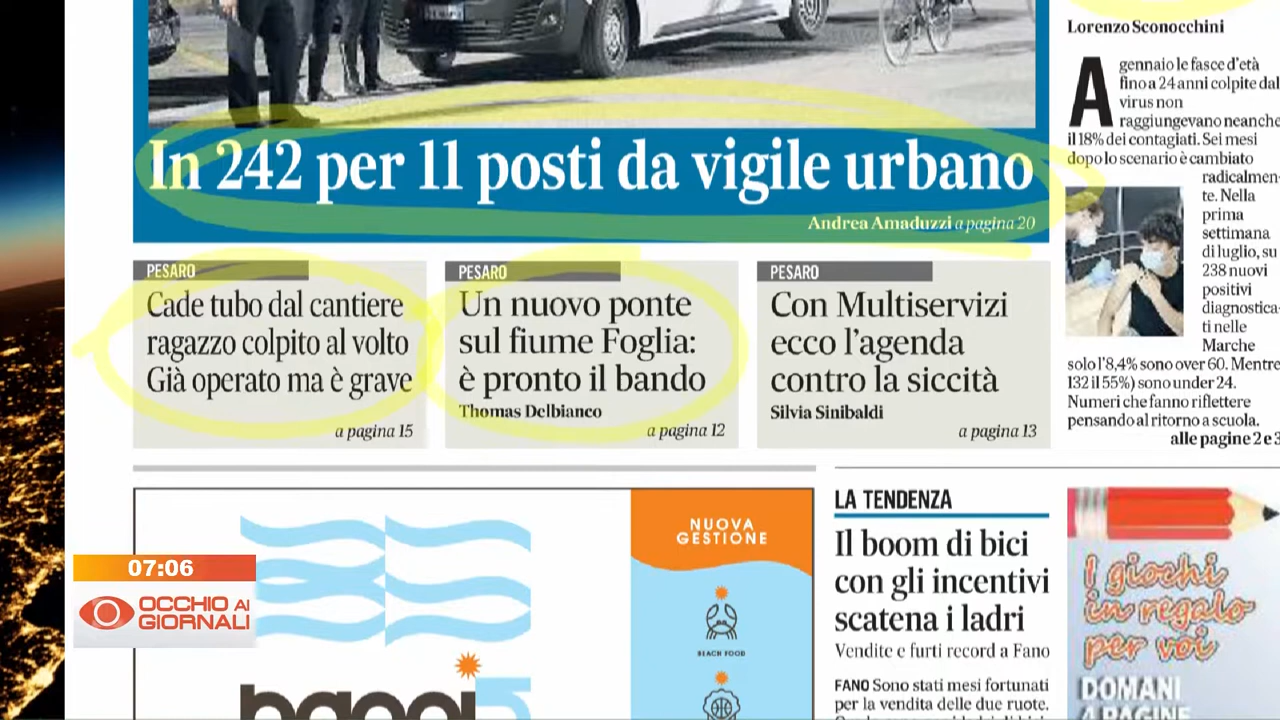 In 242 per 11 posti da vigile urbano
Andrea Amaduzzi a pagina 20
PESARO
Cade tubo dal cantiere
ragazzo colpito al volto
Già operato ma è grave
a pagina 15
PESARO
Un nuovo ponte
sul fiume Foglia:
è pronto il bando
Thomas Delbianco
a pagina 12
PESARO
Con Multiservizi
ecco l'agenda
contro la siccità
Silvia Sinibaldi
a pagina 13
Lorenzo Sconocchini
A gennaio le fasce d'età
fino a 24 anni colpite dal
virus non
raggiungevano neanche
il 18% dei contagiati. Sei mesi
dopo lo scenario è cambiato
radicalmen-
te. Nella
prima
settimana
di luglio, su
238 nuovi
positivi
diagnostica-
ti nelle
Marche
solo l'8,4% sono over 60. Mentre
132 il 55%) sono under 24.
Numeri che fanno riflettere
pensando al ritorno a scuola.
alle pagine 2 e 3
NUOVA
GESTIONE
BEACH FOOD
LA TENDENZA
Il boom di bici
con gli incentivi
scatena i ladri
Vendite e furti record a Fano
FANO Sono stati mesi fortunati
per la vendita delle due ruote.
I giochi
in regalo
per voi
DOMANI
4 PAGINE
07:06
OCCHIO AI
GIORNALI